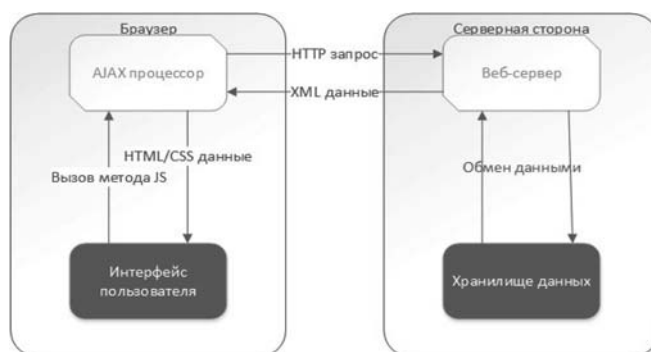 Браузер
Серверная сторона
AJAX процессор
HTTP запрос
Веб-сервер
XML данные
HTML/CSS данные
Вызов метода JS
Обмен данными
Интерфейс
пользователя
Хранилище данных